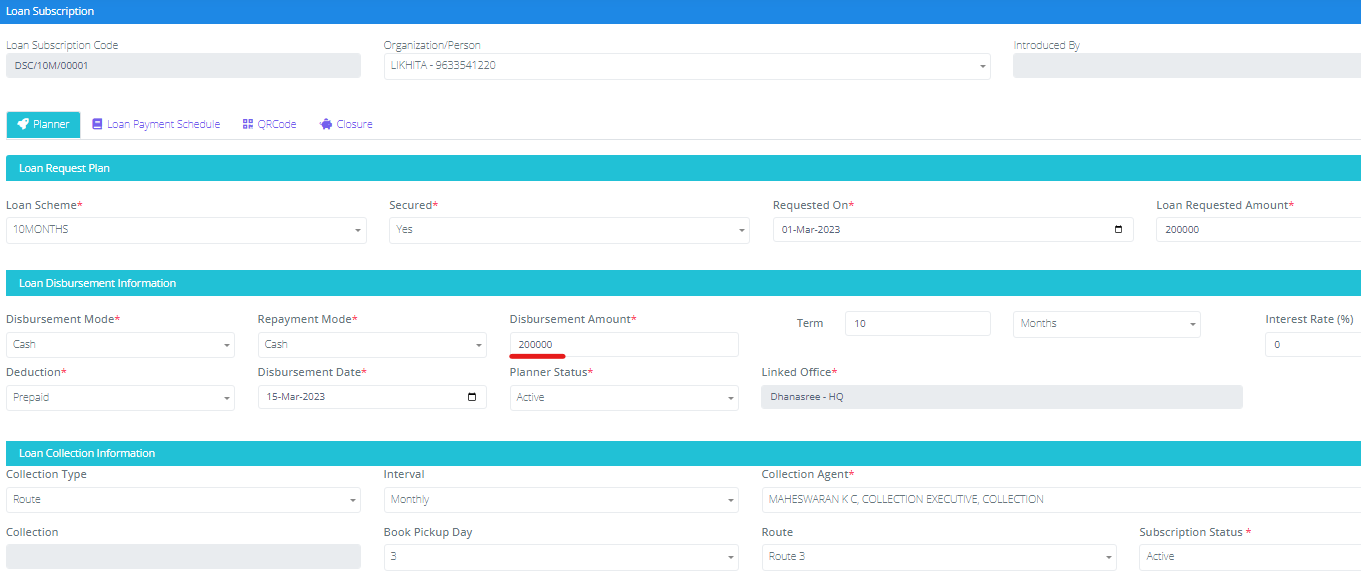 Loan Subscription
Loan Subscription Code Organization/Person Introduced By
DSC/10M/00001 LIKHITA - 9633541220
Planner Loan Payment Schedule QRCode Closure
Loan Request Plan
Loan Scheme* Secured* Requested On* Loan Requested Amount*
10MONTHS Yes 01-Mar-2023 200000
Loan Disbursement Information
Disbursement Mode* Repayment Mode* Disbursement Amount* Term 10 Months Interest Rate (%)
Cash Cash 200000 0
Deduction* Disbursement Date* Planner Status* Linked Office*
Prepaid 15-Mar-2023 Active Dhanasree - HQ
Loan Collection Information
Collection Type Interval Collection Agent*
Route Monthly MAHESWARAN K C, COLLECTION EXECUTIVE, COLLECTION
Collection Book Pickup Day Route Subscription Status *
3 Route 3 Active